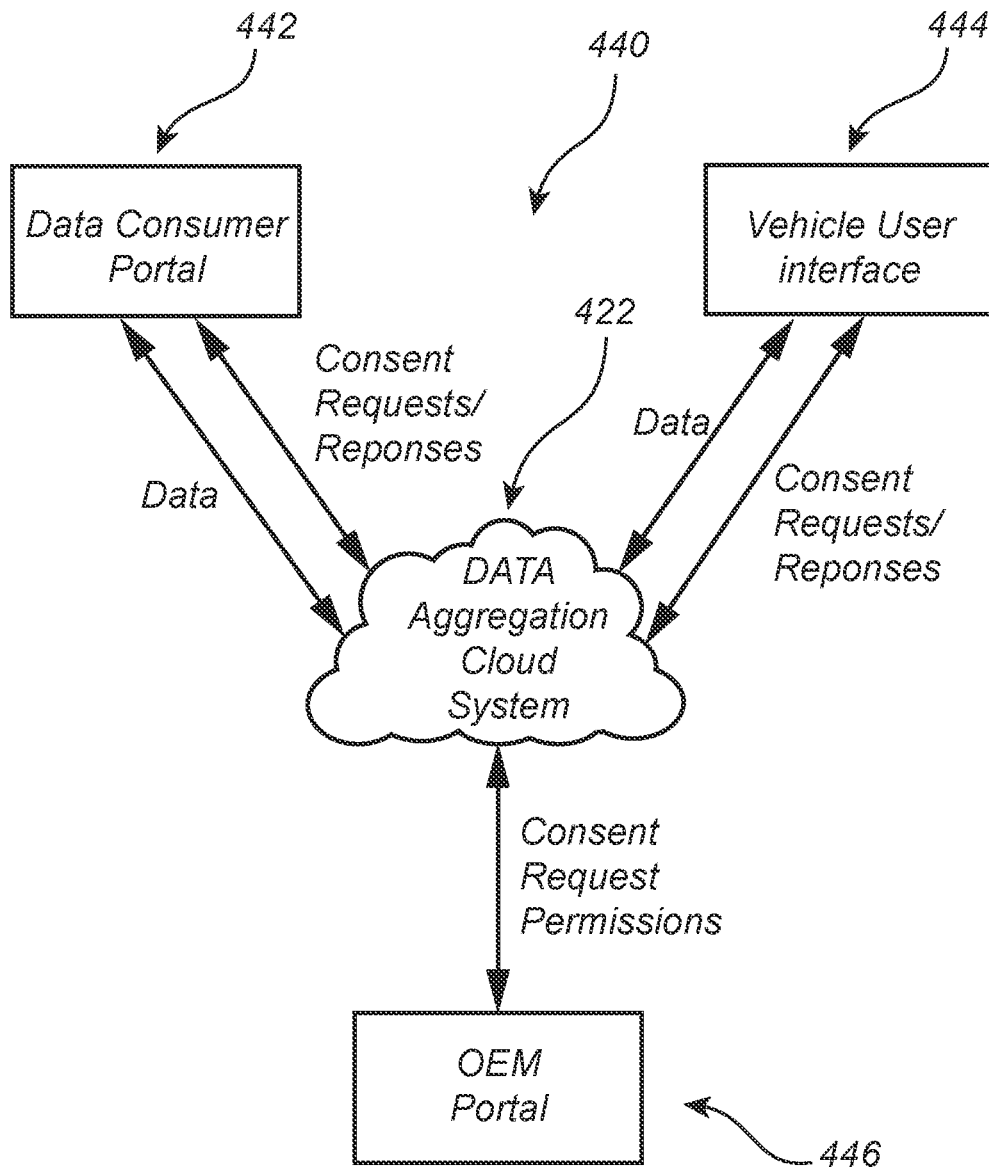 442
440
444
Data Consumer
Portal
Vehicle User
interface
422
Consent
Requests/
Reponses
Data
Data
Consent
Requests/
Reponses
DATA
Aggregation
Cloud
System
Consent
Request
Permissions
OEM
Portal
446